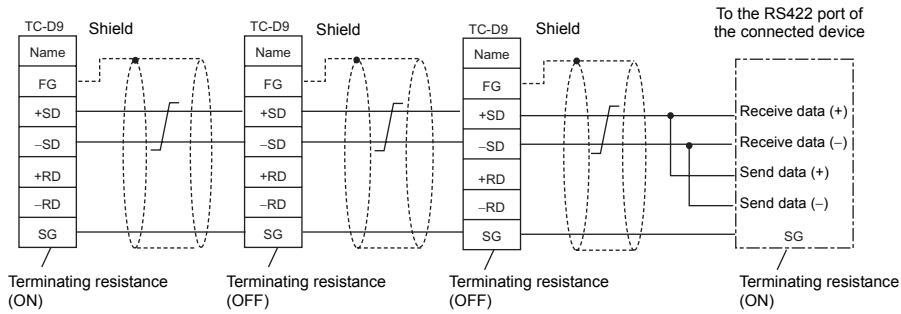 To the RS422 port of
the connected device
TC-D9
Shield
Name
FG
+SD
–SD
+RD
–RD
SG
Terminating resistance
(ON)
TC-D9
Shield
Name
FG
+SD
–SD
+RD
–RD
SG
Terminating resistance
(OFF)
TC-D9
Shield
Name
FG
+SD
–SD
+RD
–RD
SG
Terminating resistance
(OFF)
Receive data (+)
Receive data (–)
Send data (+)
Send data (–)
SG
Terminating resistance
(ON)